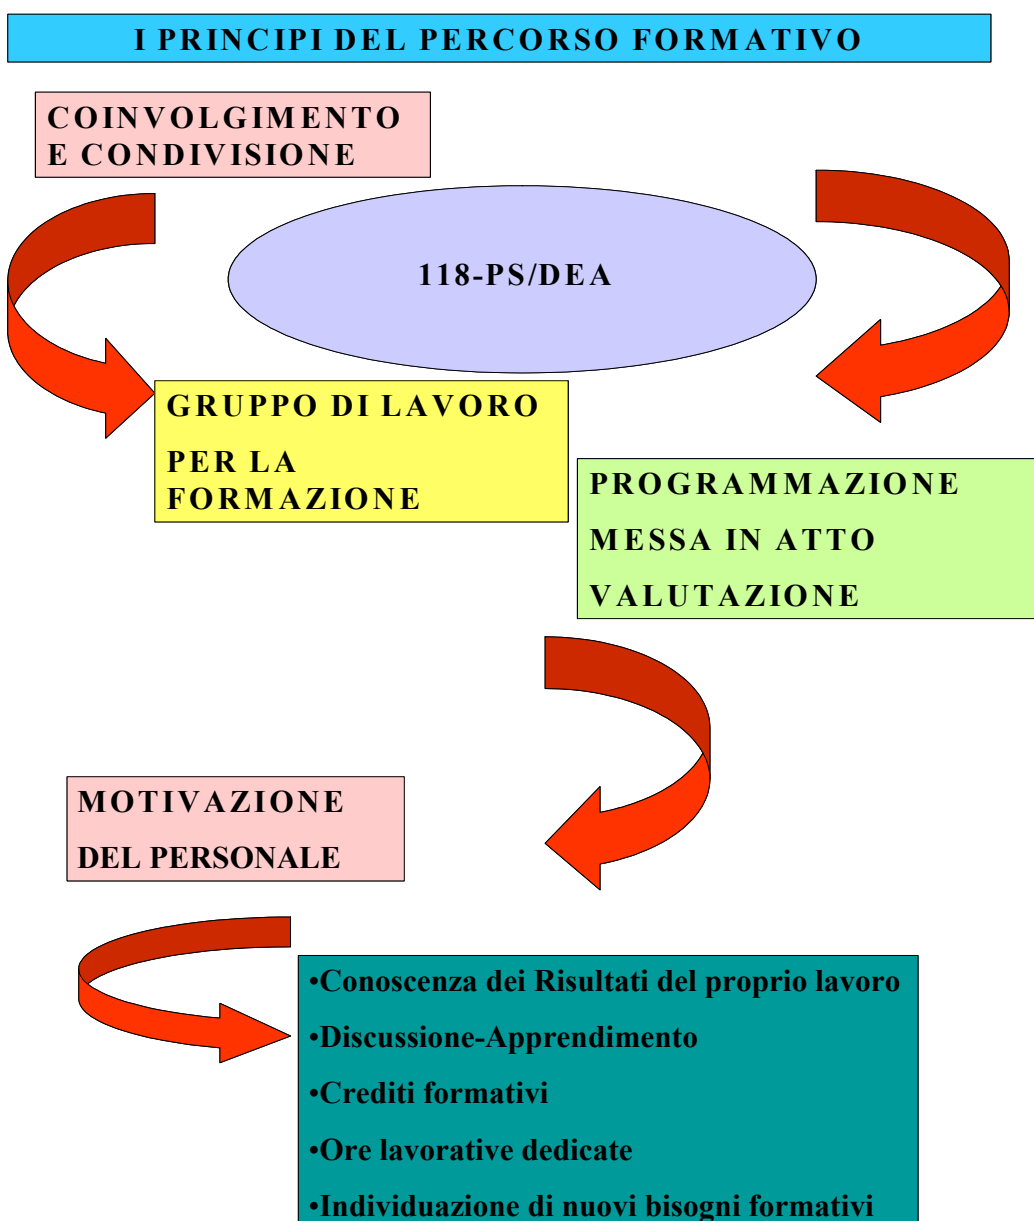 I PRINCIPI DEL PERCORSO FORMATIVO
COINVOLGIMENTO
E CONDIVISIONE
118-PS/DEA
GRUPPO DI LAVORO
PER LA
FORMAZIONE
PROGRAMMAZIONE
MESSA IN ATTO
VALUTAZIONE
MOTIVAZIONE
DEL PERSONALE
•Conoscenza dei Risultati del proprio lavoro
•Discussione-Apprendimento
•Crediti formativi
•Ore lavorative dedicate
•Individuazione di nuovi bisogni formativi